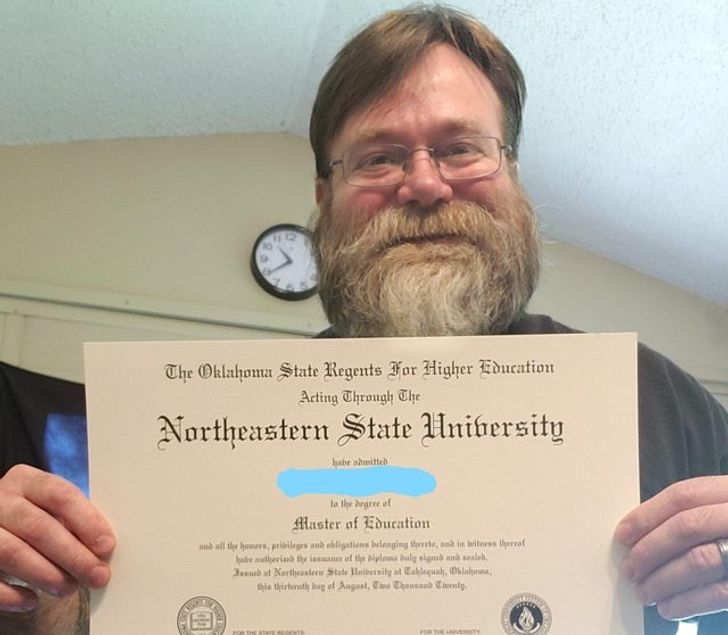 The Oklahoma State Regents For Higher Education
Acting Through The
Northeastern State University
have admitted
to the degree of
Master of Education
and all the honors, privileges and obligations belonging thereto, and in witness thereof
have authorized the issuance of the diploma duly signed and sealed.
Issued at Northeastern State University at Tahlequah, Oklahoma,
this thirteenth day of August, Two Thousand Twenty.
FOR THE STATE REGENTS:
FOR THE UNIVERSITY: